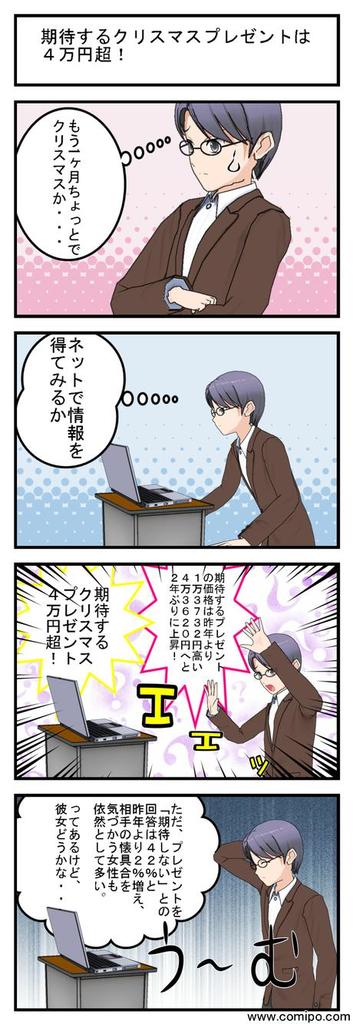 期待するクリスマスプレゼントは
４万円超！
もう一ヶ月ちょっとで
クリスマスか・・・
ネットで情報を
得てみるか
期待するプレゼント
の価格は昨年より
1万3732円高い
4万3620円と
2年ぶりに上昇！
期待する
クリスマス
プレゼント
４万円超！
エ
エ
ただ、プレゼントを
「期待しない」との
回答は42％と
昨年より2％増え、
相手の懐具合を
気づかう女性も
依然として多い。
ってあるけど、
彼女どうかな・・
う～む
www.comipo.com